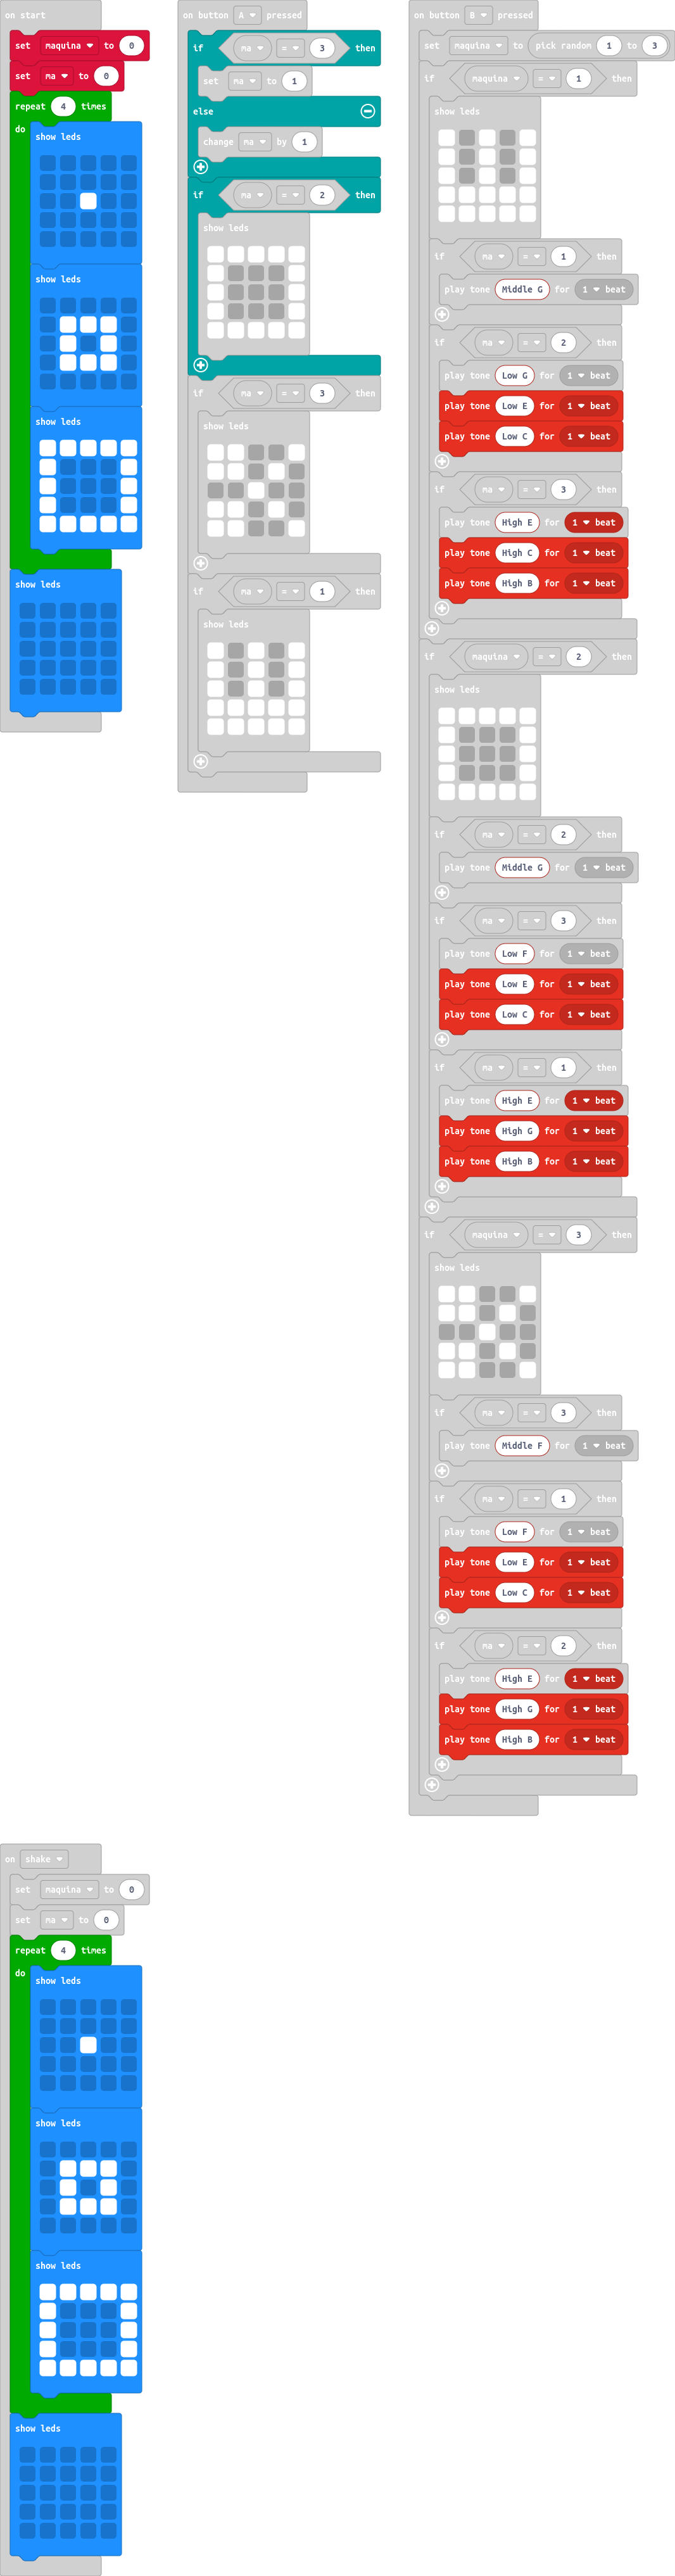 on start
set maquina to 0
set ma to 0
repeat 4 times
do
show leds
show leds
show leds
show leds
on button A pressed
if ma = 3 then
set ma to 1
else
change ma by 1
if ma = 2 then
show leds
if ma = 3 then
show leds
if ma = 1 then
show leds
on button B pressed
set maquina to pick random 1 to 3
if maquina = 1 then
show leds
if ma = 1 then
play tone Middle G for 1 beat
if ma = 2 then
play tone Low G for 1 beat
play tone Low E for 1 beat
play tone Low C for 1 beat
if ma = 3 then
play tone High E for 1 beat
play tone High C for 1 beat
play tone High B for 1 beat
if maquina = 2 then
show leds
if ma = 2 then
play tone Middle G for 1 beat
if ma = 3 then
play tone Low F for 1 beat
play tone Low E for 1 beat
play tone Low C for 1 beat
if ma = 1 then
play tone High E for 1 beat
play tone High G for 1 beat
play tone High B for 1 beat
if maquina = 3 then
show leds
if ma = 3 then
play tone Middle F for 1 beat
if ma = 1 then
play tone Low F for 1 beat
play tone Low E for 1 beat
play tone Low C for 1 beat
if ma = 2 then
play tone High E for 1 beat
play tone High G for 1 beat
play tone High B for 1 beat
on shake
set maquina to 0
set ma to 0
repeat 4 times
do
show leds
show leds
show leds
show leds